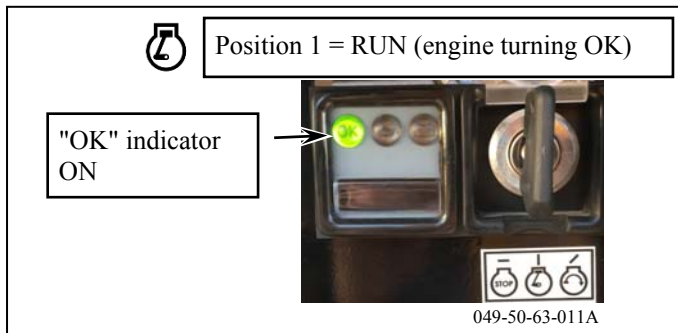 Position 1 = RUN (engine turning OK)
"OK" indicator
ON
OK
STOP
049-50-63-011A